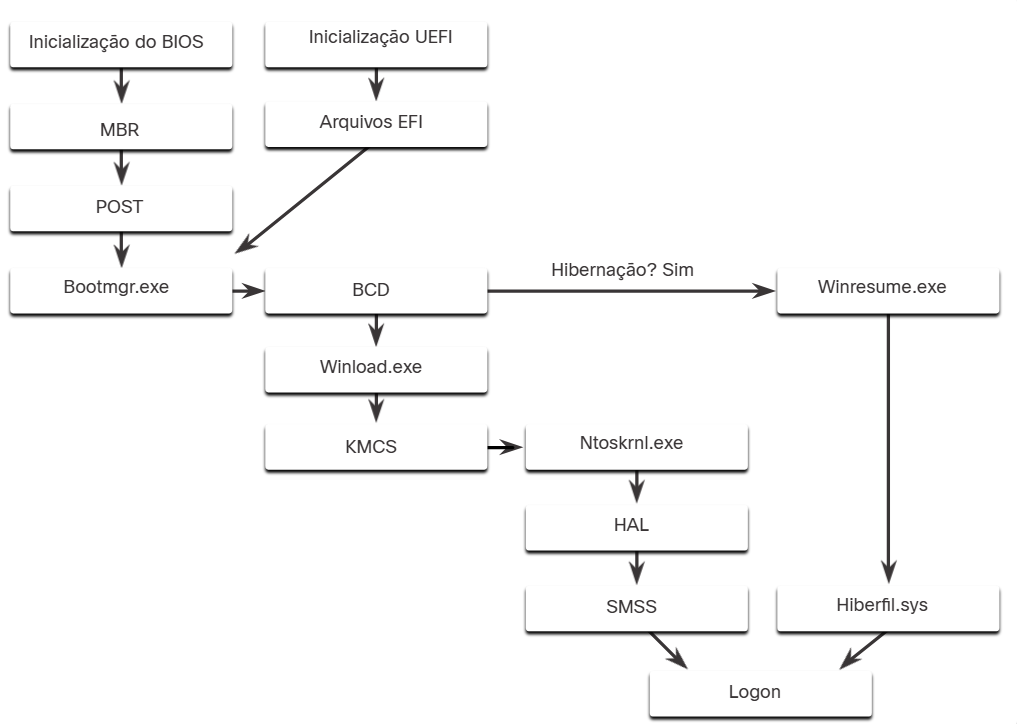 Inicialização do BIOS
Inicialização UEFI
MBR
Arquivos EFI
POST
Bootmgr.exe
BCD
Hibernação? Sim
Winresume.exe
Winload.exe
KMCS
Ntoskrnl.exe
HAL
SMSS
Hiberfil.sys
Logon